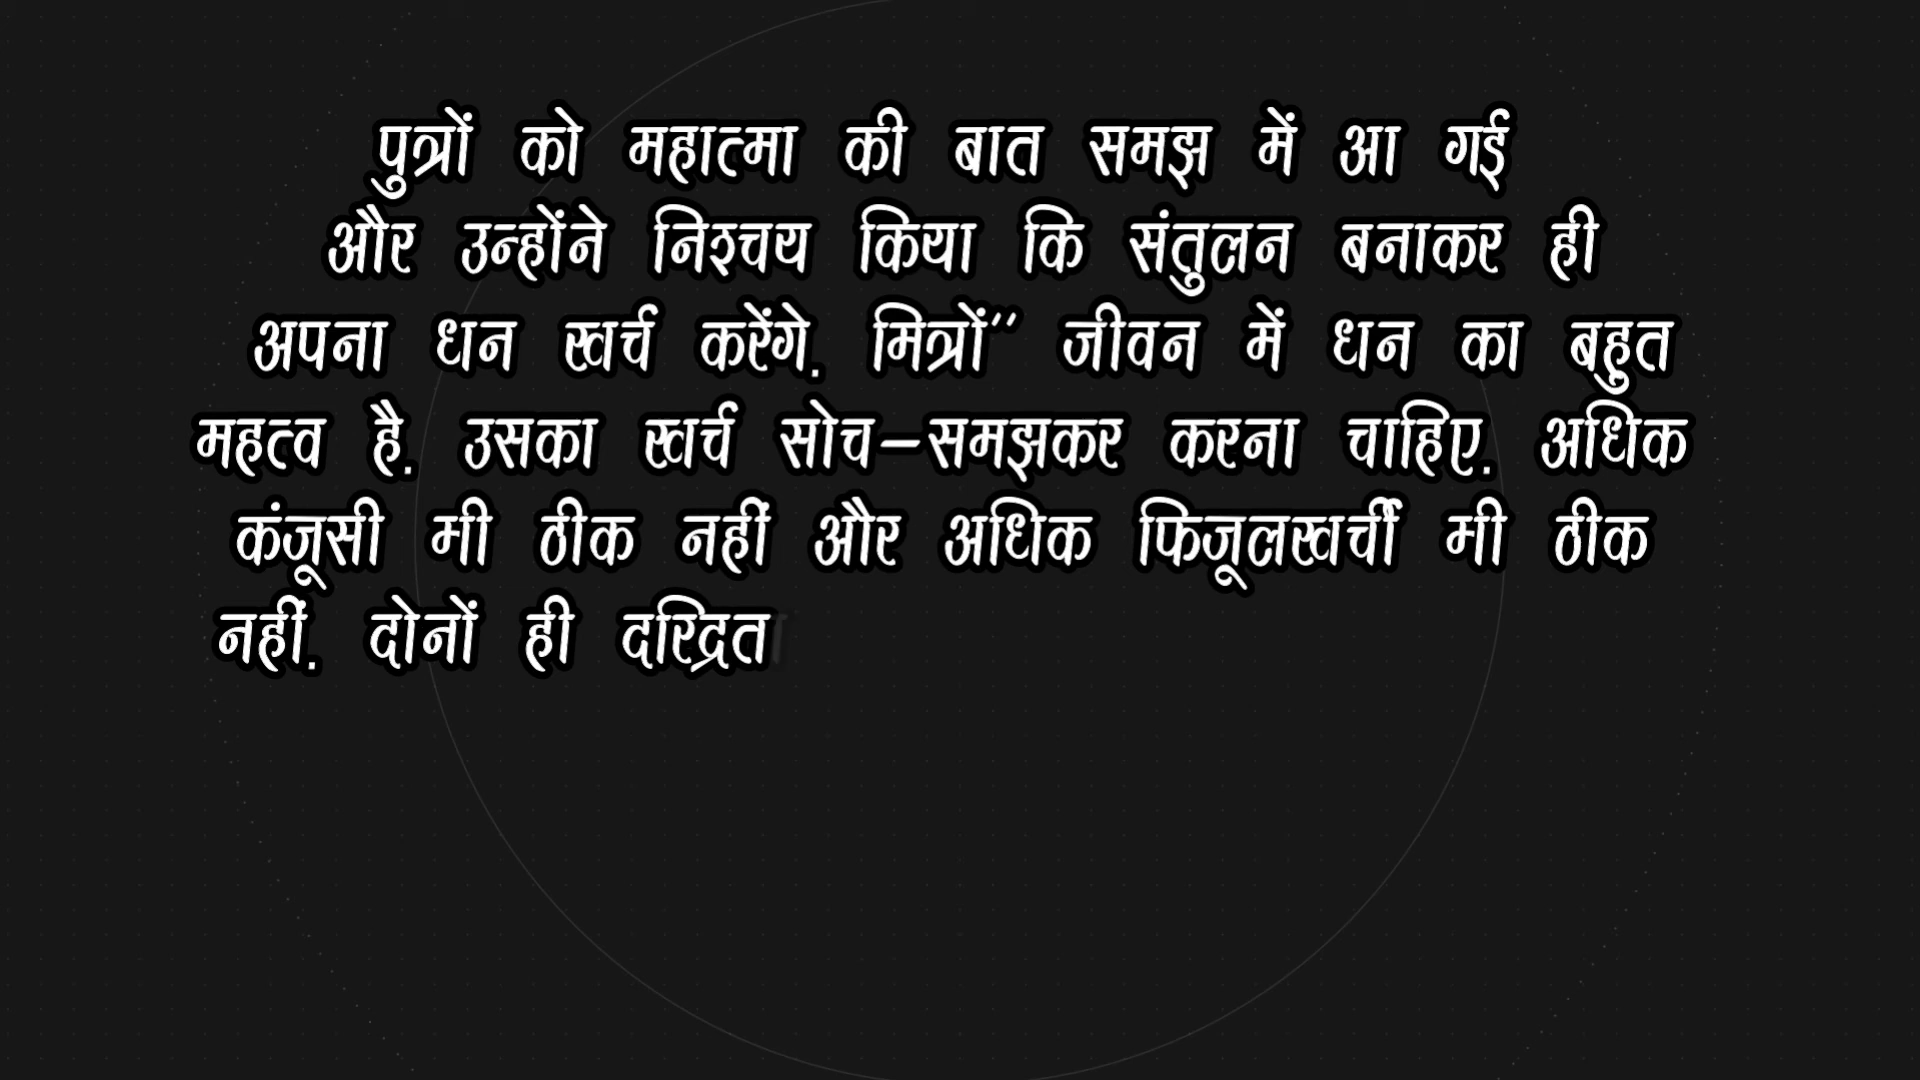 पुत्रों को महात्मा की बात समझ में आ गई
और उन्होंने निश्चय किया कि संतुलन बनाकर ही
अपना धन खर्च करेंगे. मित्रों’’ जीवन में धन का बहुत
महत्व है. उसका खर्च सोच–समझकर करना चाहिए. अधिक
कंजूसी भी ठीक नहीं और अधिक फिजूलखर्ची भी ठीक
नहीं. दोनों ही दरिद्रता